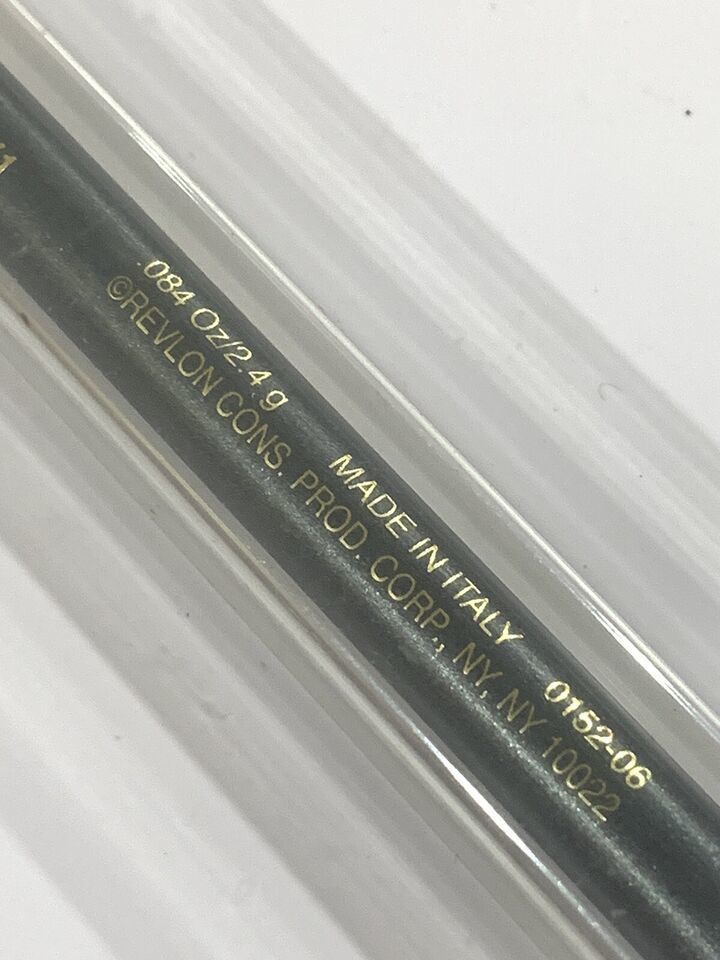 .084 Oz/2.4 g MADE IN ITALY 0152-06
©REVLON CONS. PROD. CORP., NY, NY 10022